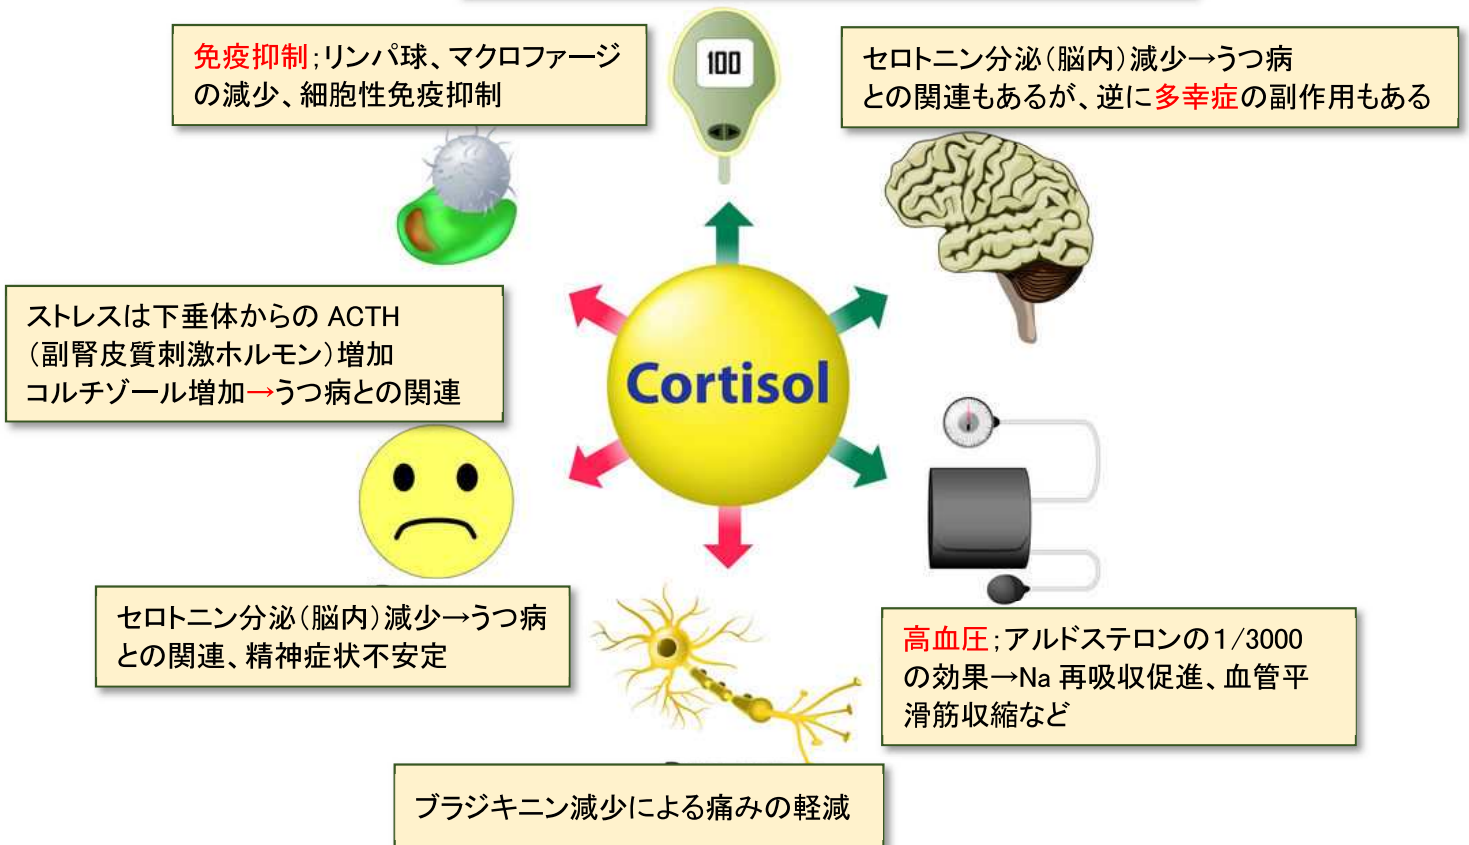 免疫抑制;リンパ球、マクロファージ
の減少、細胞性免疫抑制
100
セロトニン分泌(脳内)減少→うつ病
との関連もあるが、逆に多幸症の副作用もある
ストレスは下垂体からの ACTH
(副腎皮質刺激ホルモン)増加
コルチゾール増加→うつ病との関連
Cortisol
セロトニン分泌(脳内)減少→うつ病
との関連、精神症状不安定
高血圧;アルドステロンの1/3000
の効果→Na 再吸収促進、血管平
滑筋収縮など
ブラジキニン減少による痛みの軽減